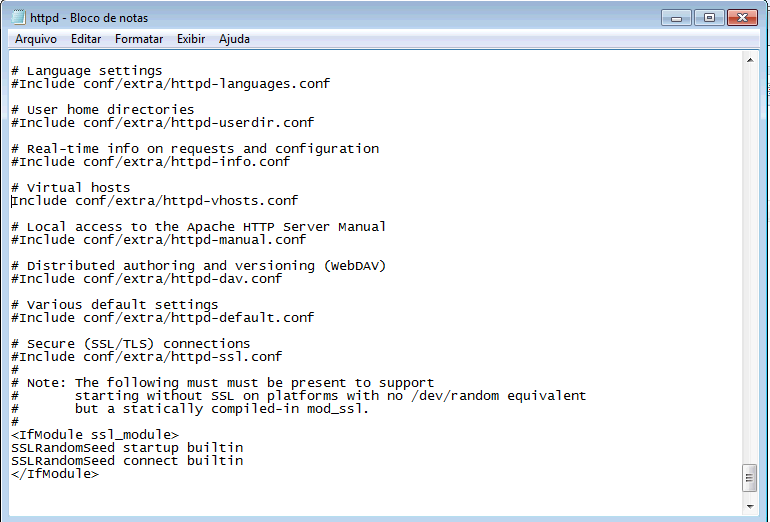 httpd - Bloco de notas
Arquivo Editar Formatar Exibir Ajuda
# Language settings
#Include conf/extra/httpd-languages.conf
# User home directories
#Include conf/extra/httpd-userdir.conf
# Real-time info on requests and configuration
#Include conf/extra/httpd-info.conf
# Virtual hosts
Include conf/extra/httpd-vhosts.conf
# Local access to the Apache HTTP Server Manual
#Include conf/extra/httpd-manual.conf
# Distributed authoring and versioning (WebDAV)
#Include conf/extra/httpd-dav.conf
# Various default settings
#Include conf/extra/httpd-default.conf
# Secure (SSL/TLS) connections
#Include conf/extra/httpd-ssl.conf
#
# Note: The following must must be present to support
#       starting without SSL on platforms with no /dev/random equivalent
#       but a statically compiled-in mod_ssl.
#
<IfModule ssl_module>
SSLRandomSeed startup builtin
SSLRandomSeed connect builtin
</IfModule>